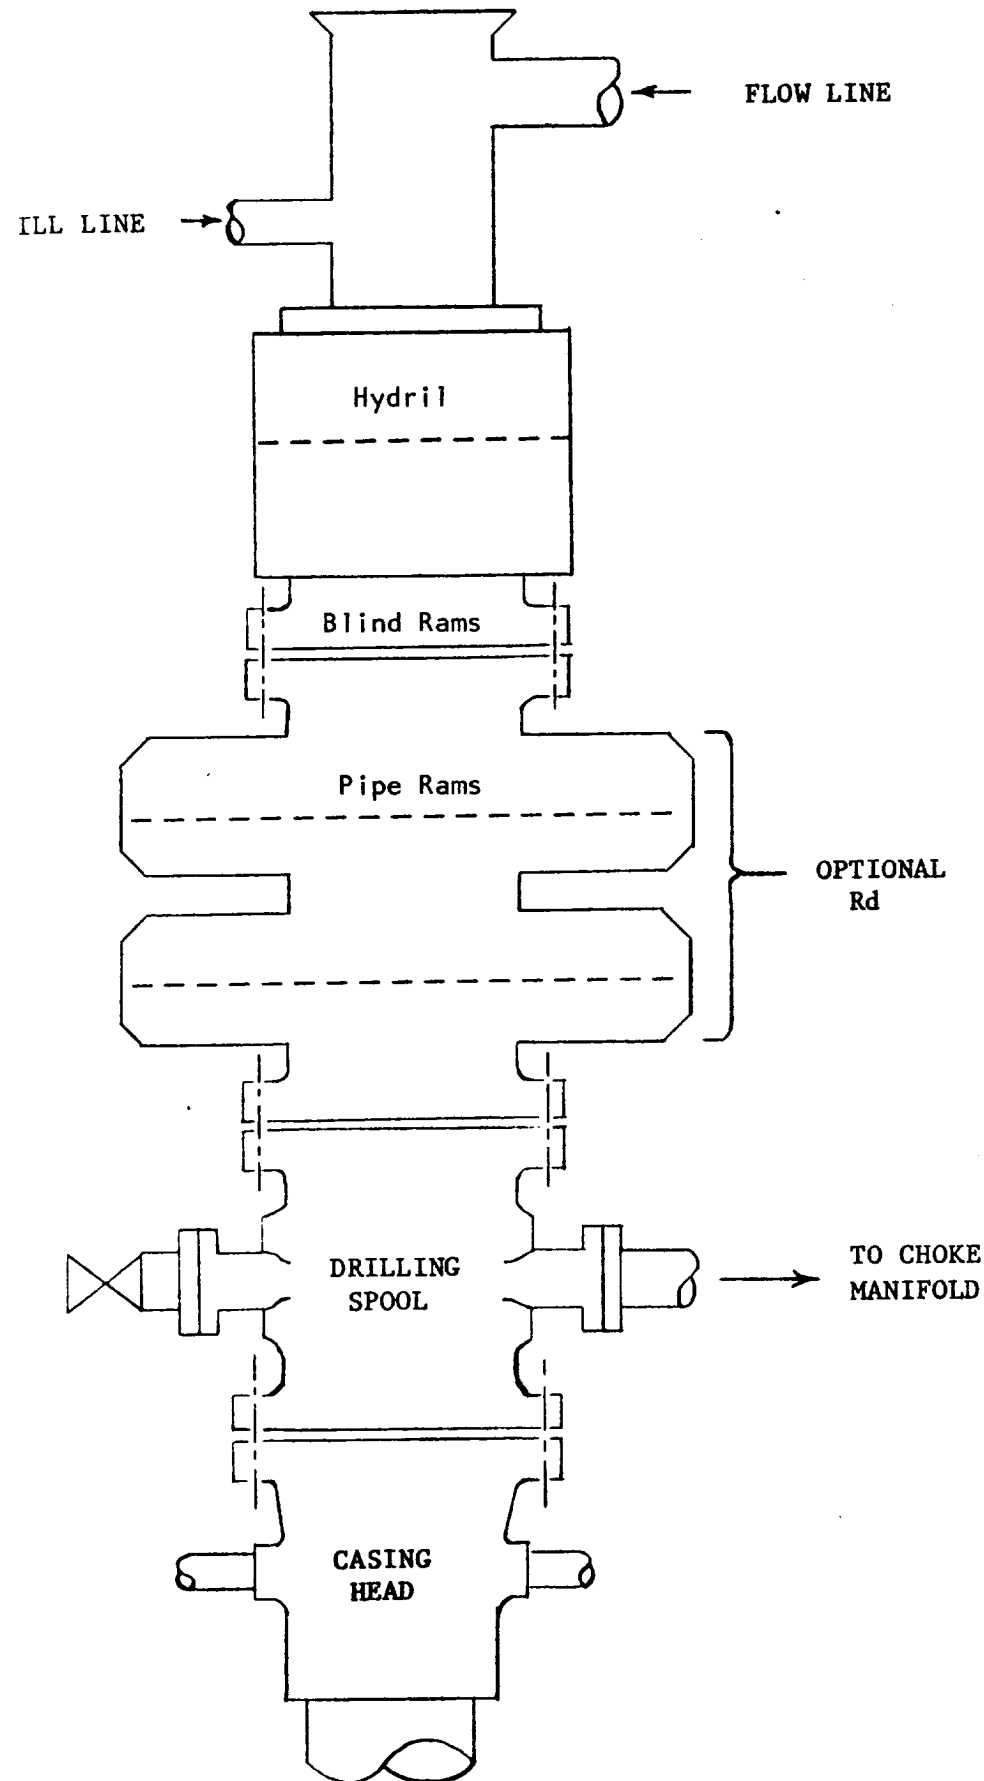 FLOW LINE
ILL LINE
Hydril
Blind Rams
Pipe Rams
OPTIONAL
Rd
DRILLING
SPOOL
TO CHOKE
MANIFOLD
CASING
HEAD